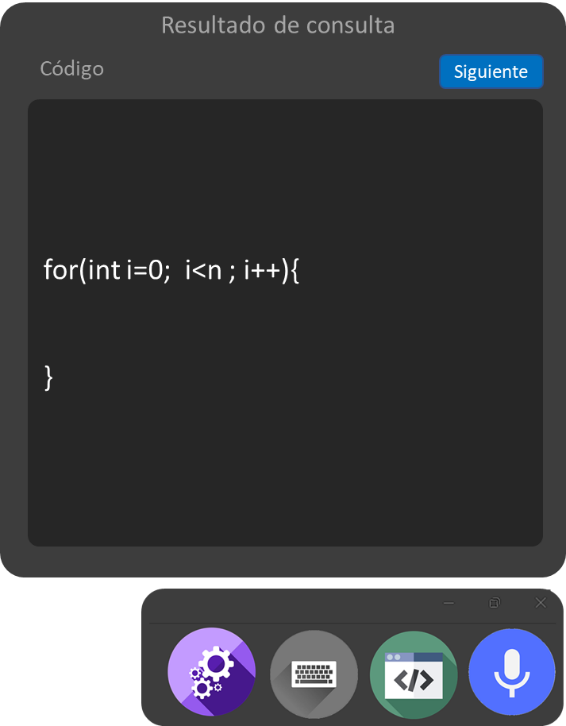 Resultado de consulta
Código
Siguiente
for(int i=0;  i<n ; i++){
}
</>